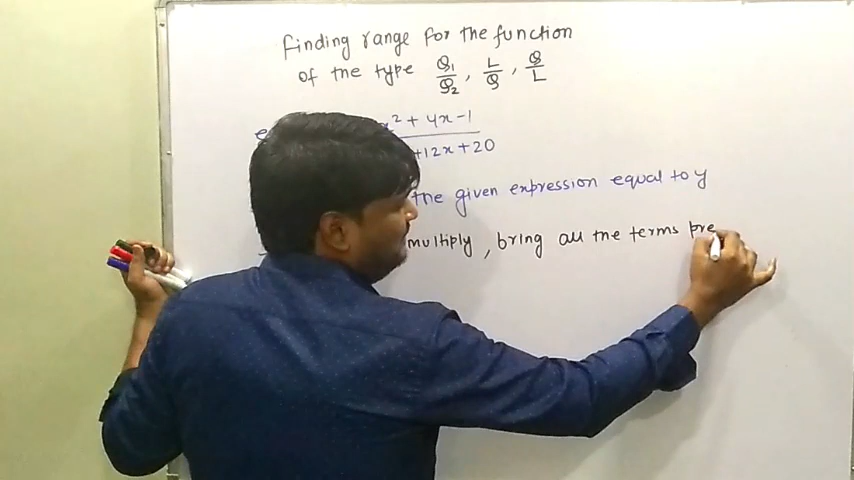 Finding range for the function
of the type Q1/Q2, L/Q, Q/L
x² + 4x-1
+12x+20
the given expression equal to y
multiply, bring all the terms pre